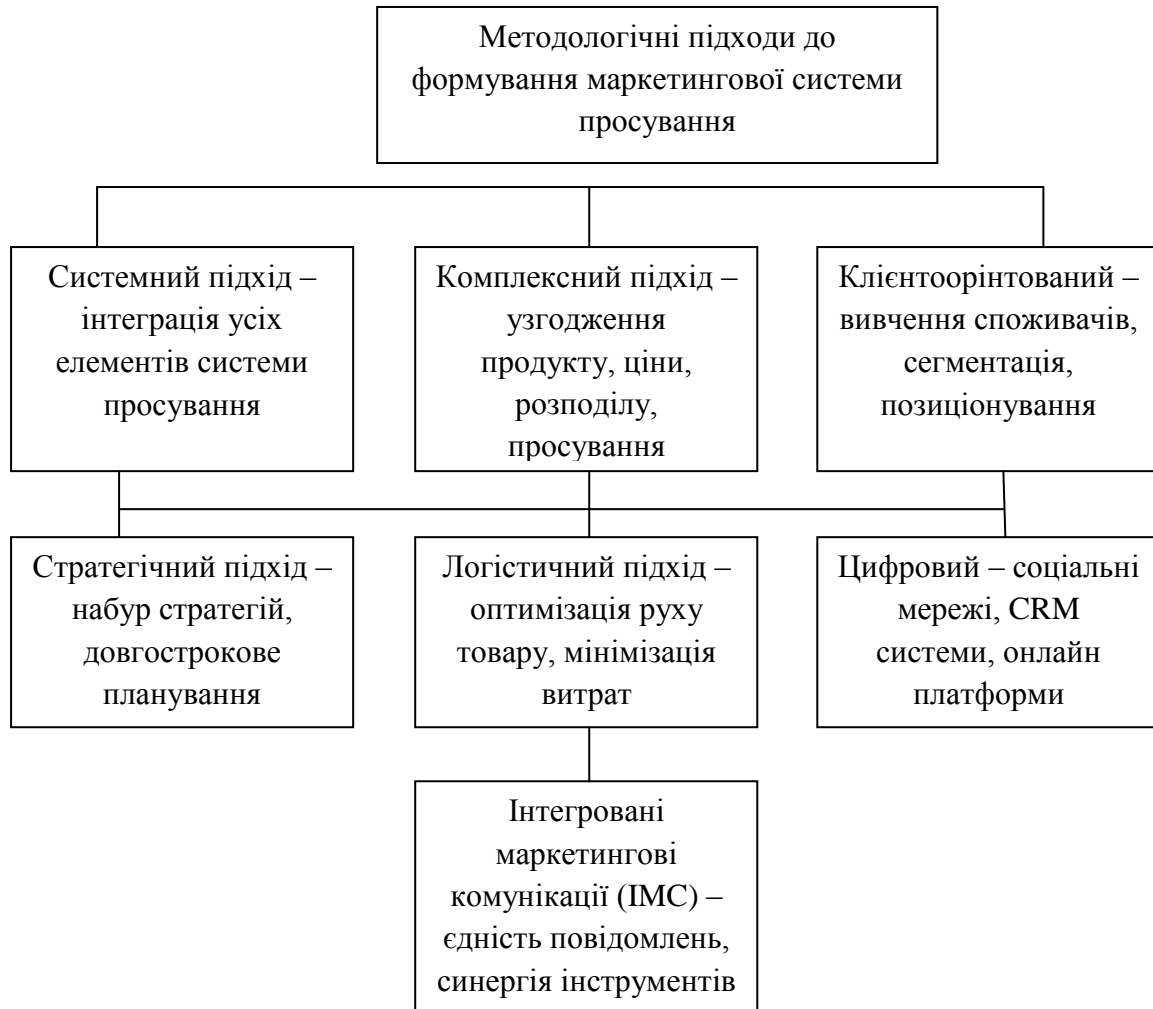 Методологічні підходи до
формування маркетингової системи
просування
Системний підхід –
інтеграція усіх
елементів системи
просування
Комплексний підхід –
узгодження
продукту, ціни,
розподілу,
просування
Клієнтоорінтований –
вивчення споживачів,
сегментація,
позиціонування
Стратегічний підхід –
набур стратегій,
довгострокове
планування
Логістичний підхід –
оптимізація руху
товару, мінімізація
витрат
Цифровий – соціальні
мережі, CRM
системи, онлайн
платформи
Інтегровані
маркетингові
комунікації (ІМС) –
єдність повідомлень,
синергія інструментів